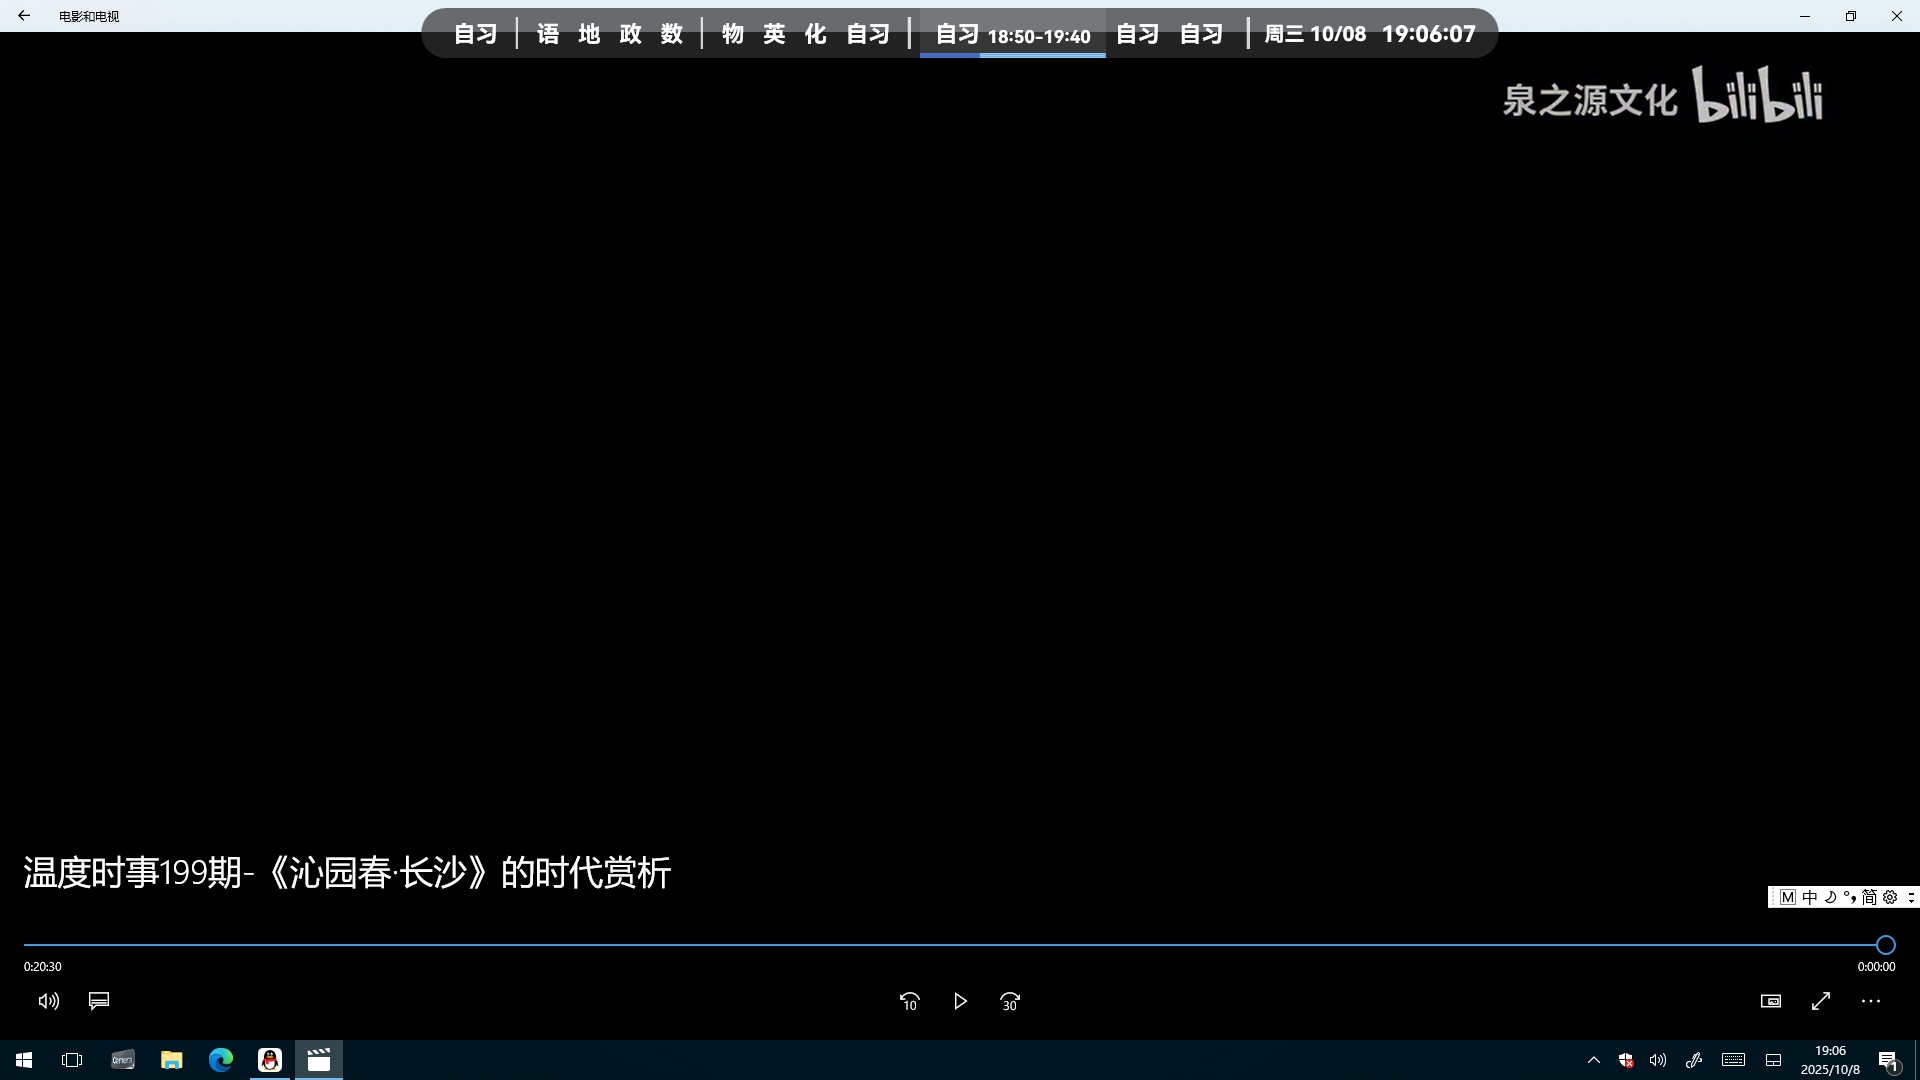 电影和电视
自习 语 地 政 数 物 英 化 自习 自习 18:50-19:40 自习 自习 周三 10/08 19:06:07
泉之源文化 bilibili
温度时事199期-《沁园春·长沙》的时代赏析
M 中 简
0:20:30 0:00:00
10 30
Camera
19:06
2025/10/8
1